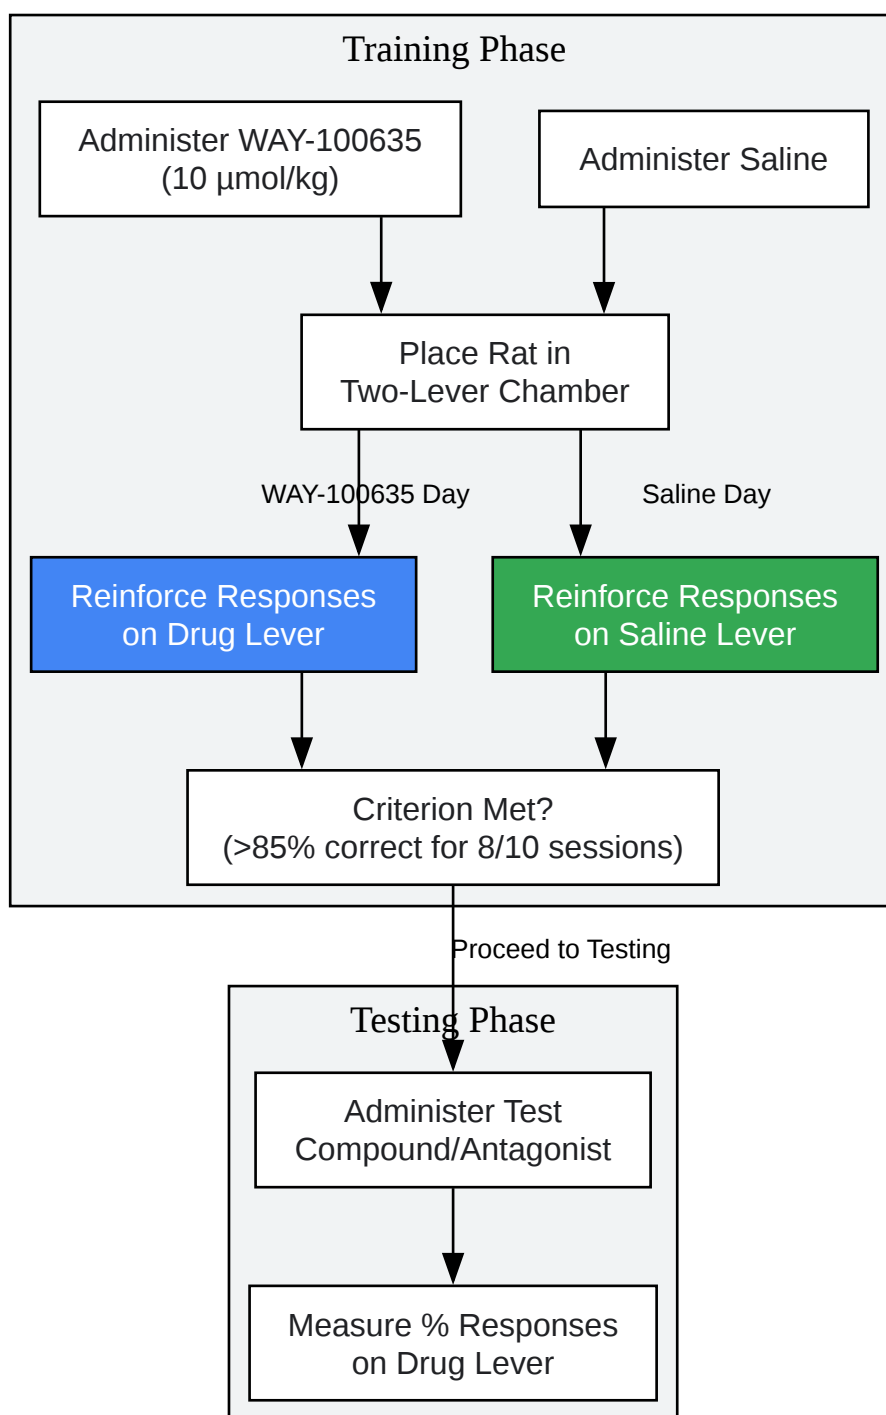 Training Phase
Administer WAY-100635
(10 µmol/kg)
Administer Saline
Place Rat in
Two-Lever Chamber
WAY-100635 Day
Saline Day
Reinforce Responses
on Drug Lever
Reinforce Responses
on Saline Lever
Criterion Met?
(>85% correct for 8/10 sessions)
Proceed to Testing
Testing Phase
Administer Test
Compound/Antagonist
Measure % Responses
on Drug Lever